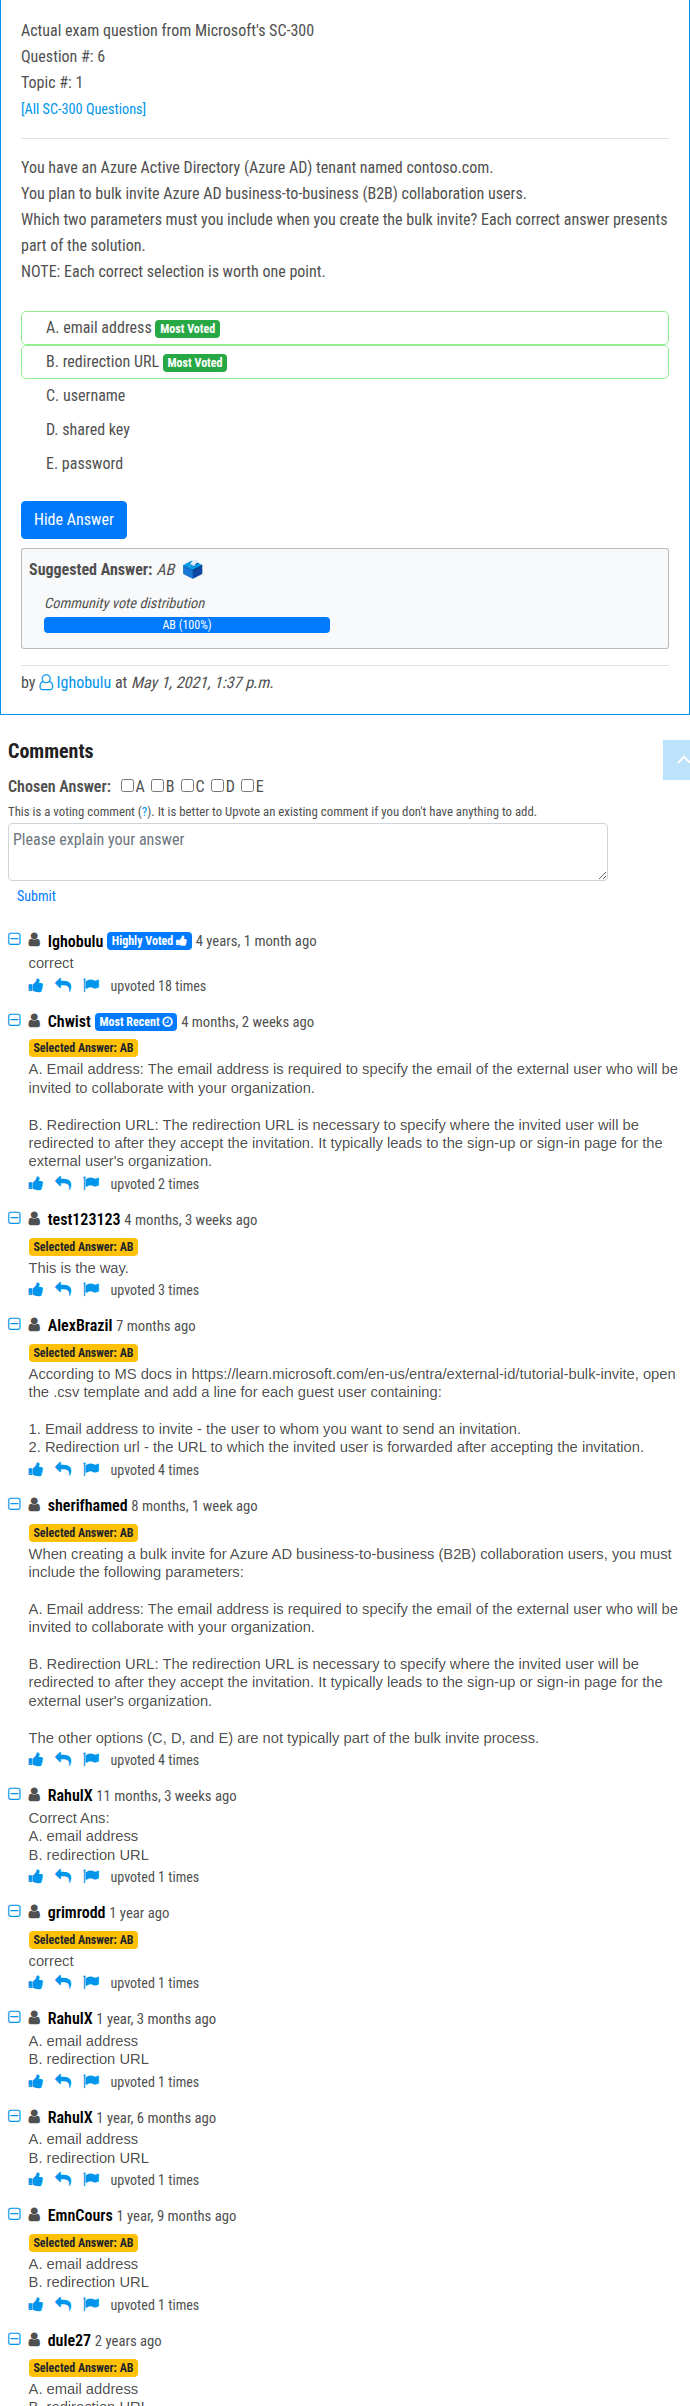 Actual exam question from Microsoft's SC-300
Question #: 6
Topic #: 1
[All SC-300 Questions]
You have an Azure Active Directory (Azure AD) tenant named contoso.com.
You plan to bulk invite Azure AD business-to-business (B2B) collaboration users.
Which two parameters must you include when you create the bulk invite? Each correct answer presents
part of the solution.
NOTE: Each correct selection is worth one point.
A. email address Most Voted
B. redirection URL Most Voted
C. username
D. shared key
E. password
Hide Answer
Suggested Answer: AB
Community vote distribution
AB (100%)
by Ighobulu at May 1, 2021, 1:37 p.m.
Comments
Chosen Answer: A B C D E
This is a voting comment (?). It is better to Upvote an existing comment if you don't have anything to add.
Please explain your answer
Submit
Ighobulu Highly Voted 4 years, 1 month ago
correct
upvoted 18 times
Chwist Most Recent 4 months, 2 weeks ago
Selected Answer: AB
A. Email address: The email address is required to specify the email of the external user who will be
invited to collaborate with your organization.
B. Redirection URL: The redirection URL is necessary to specify where the invited user will be
redirected to after they accept the invitation. It typically leads to the sign-up or sign-in page for the
external user's organization.
upvoted 2 times
test123123 4 months, 3 weeks ago
Selected Answer: AB
This is the way.
upvoted 3 times
AlexBrazil 7 months ago
Selected Answer: AB
According to MS docs in https://learn.microsoft.com/en-us/entra/external-id/tutorial-bulk-invite, open
the .csv template and add a line for each guest user containing:
1. Email address to invite - the user to whom you want to send an invitation.
2. Redirection url - the URL to which the invited user is forwarded after accepting the invitation.
upvoted 4 times
sherifhamed 8 months, 1 week ago
Selected Answer: AB
When creating a bulk invite for Azure AD business-to-business (B2B) collaboration users, you must
include the following parameters:
A. Email address: The email address is required to specify the email of the external user who will be
invited to collaborate with your organization.
B. Redirection URL: The redirection URL is necessary to specify where the invited user will be
redirected to after they accept the invitation. It typically leads to the sign-up or sign-in page for the
external user's organization.
The other options (C, D, and E) are not typically part of the bulk invite process.
upvoted 4 times
RahulX 11 months, 3 weeks ago
Correct Ans:
A. email address
B. redirection URL
upvoted 1 times
grimrodd 1 year ago
Selected Answer: AB
correct
upvoted 1 times
RahulX 1 year, 3 months ago
A. email address
B. redirection URL
upvoted 1 times
RahulX 1 year, 6 months ago
A. email address
B. redirection URL
upvoted 1 times
EmnCours 1 year, 9 months ago
Selected Answer: AB
A. email address
B. redirection URL
upvoted 1 times
dule27 2 years ago
Selected Answer: AB
A. email address
B. redirection URL